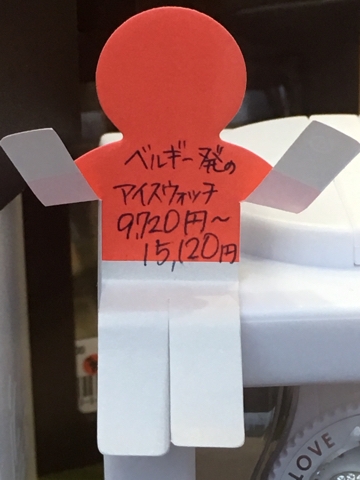 ベルギー発の
アイスウォッチ
9,720円～
15,120円
LOVE